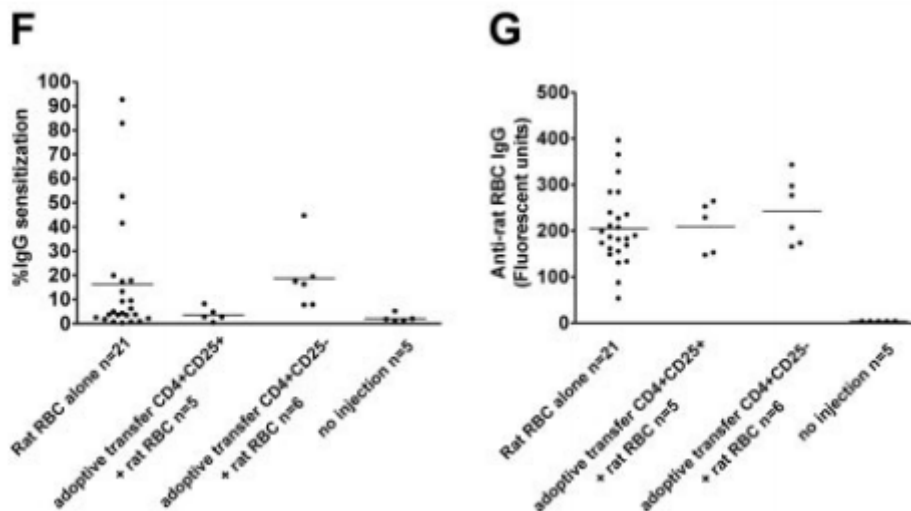 F
%IgG sensitization
100
90
80
70
60
50
40
30
20
10
0
Rat RBC alone n=21
adoptive transfer CD4+CD25+
+ rat RBC n=5
adoptive transfer CD4+CD25-
+ rat RBC n=6
no injection n=5
G
Anti-rat RBC IgG
(Fluorescent units)
500
400
300
200
100
0
Rat RBC alone n=21
adoptive transfer CD4+CD25+
+ rat RBC n=5
adoptive transfer CD4+CD25-
+ rat RBC n=6
no injection n=5